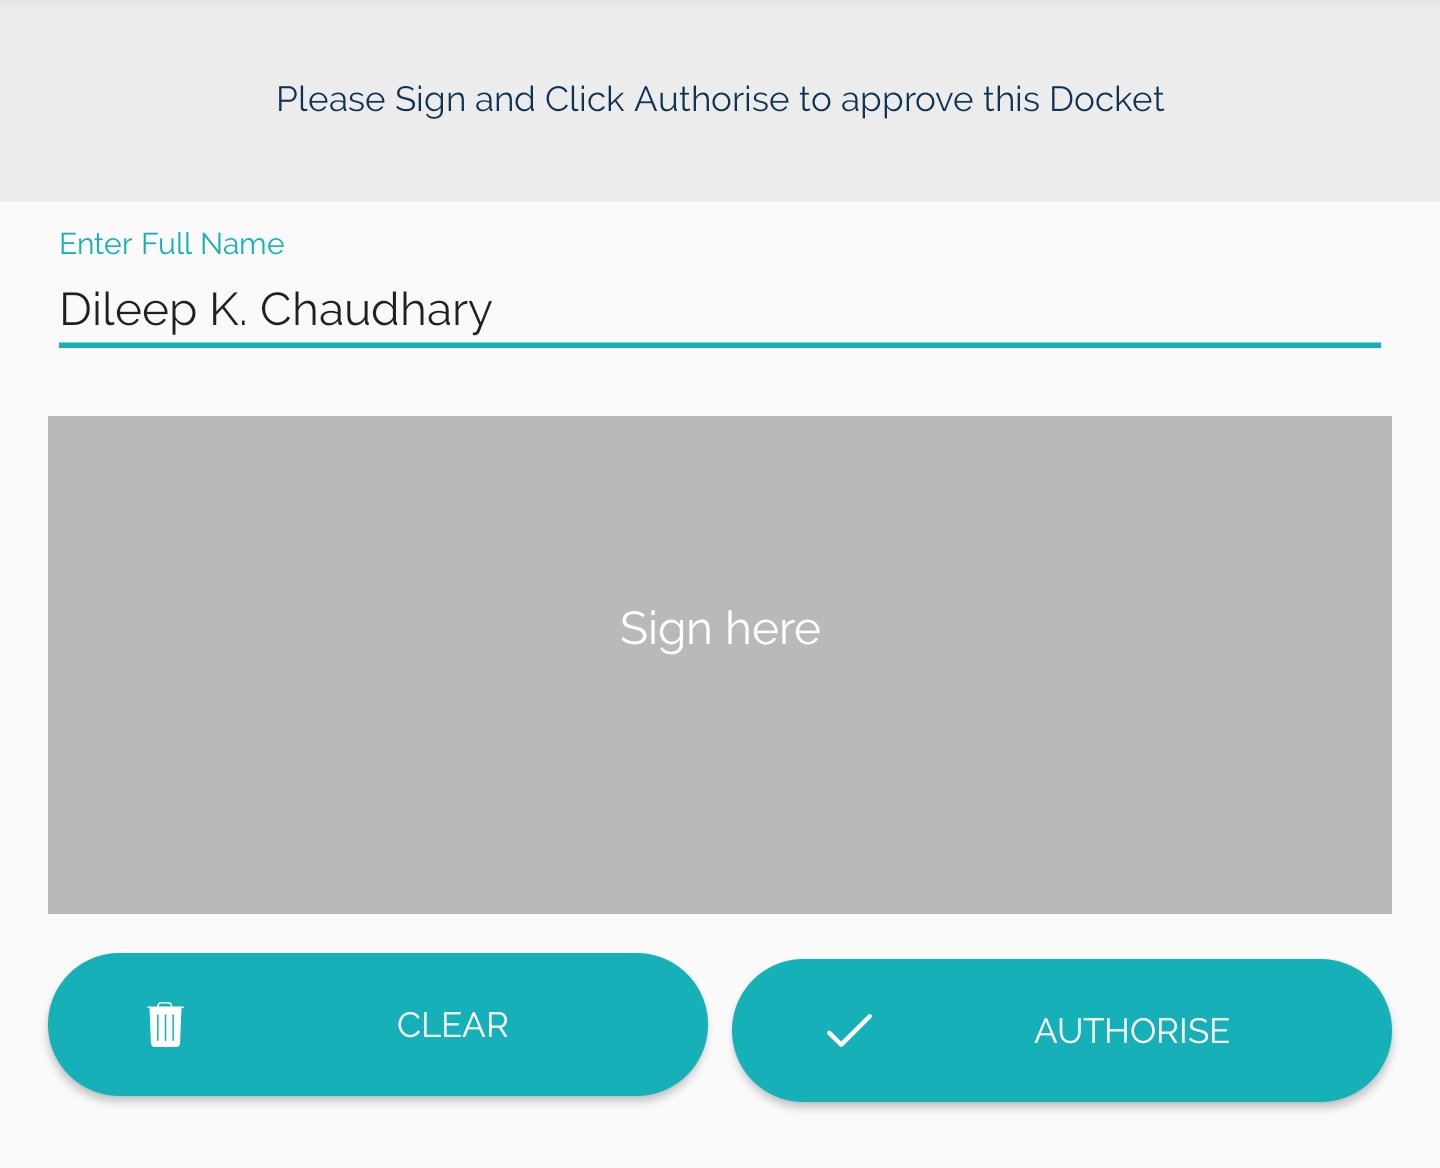 Please Sign and Click Authorise to approve this Docket
Enter Full Name
Dileep K. Chaudhary
Sign here
CLEAR
AUTHORISE